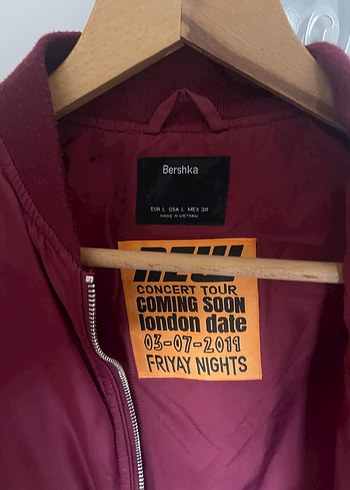 Bershka
EUR L USA L MEX 30
MADE IN VIETNAM
NEW
CONCERT TOUR
COMING SOON
london date
03-07-2019
FRIYAY NIGHTS